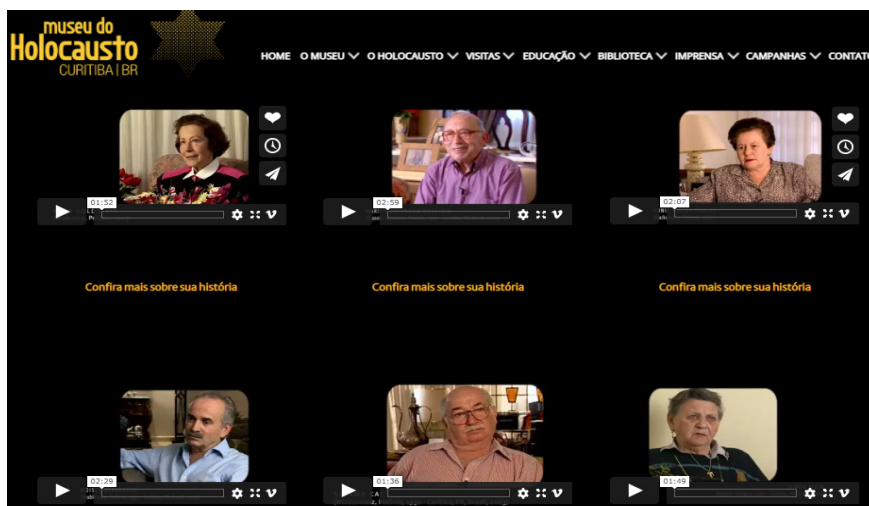 museu do
Holocausto
CURITIBA | BR
HOME O MUSEU O HOLOCAUSTO VISITAS EDUCAÇÃO BIBLIOTECA IMPRENSA CAMPANHAS CONTAT
01:52
02:59
02:07
Confira mais sobre sua história
Confira mais sobre sua história
Confira mais sobre sua história
02:29
01:36
01:49